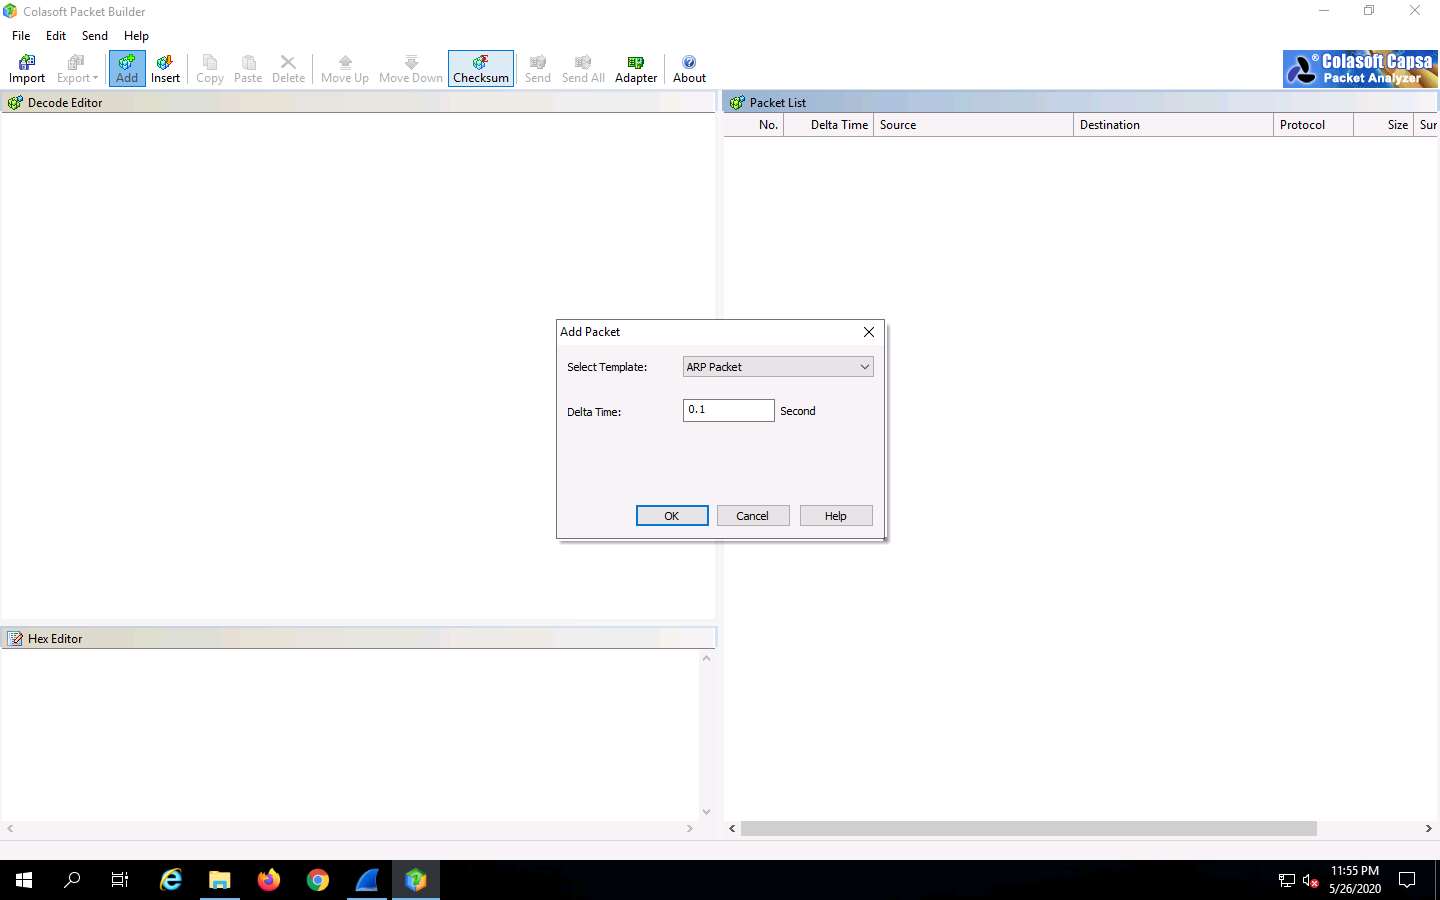 Colasoft Packet Builder
File Edit Send Help
Import Export Add Insert Copy Paste Delete Move Up Move Down Checksum Send Send All Adapter About
® Colasoft Capsa
Packet Analyzer
Decode Editor
Packet List
No. Delta Time Source Destination Protocol Size Sur
Add Packet
Select Template: ARP Packet
Delta Time: 0.1 Second
OK Cancel Help
Hex Editor
11:55 PM
5/26/2020